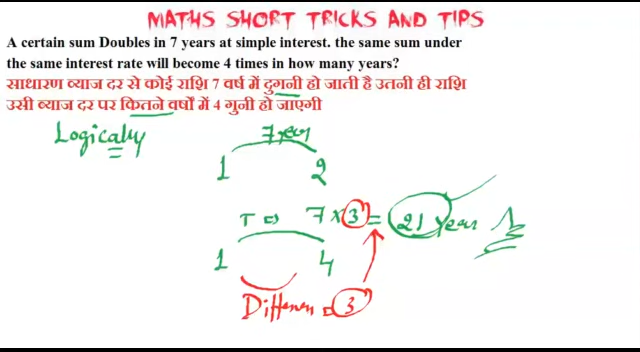 MATHS SHORT TRICKS AND TIPS
A certain sum Doubles in 7 years at simple interest. the same sum under
the same interest rate will become 4 times in how many years?
साधारण ब्याज दर से कोई राशि 7 वर्ष में दुगनी हो जाती है उतनी ही राशि
उसी ब्याज दर पर कितने वर्षों में 4 गुनी हो जाएगी
Logically
7 year
1 2
T ⇒ 7 × 3 = 21 year
1 4
3